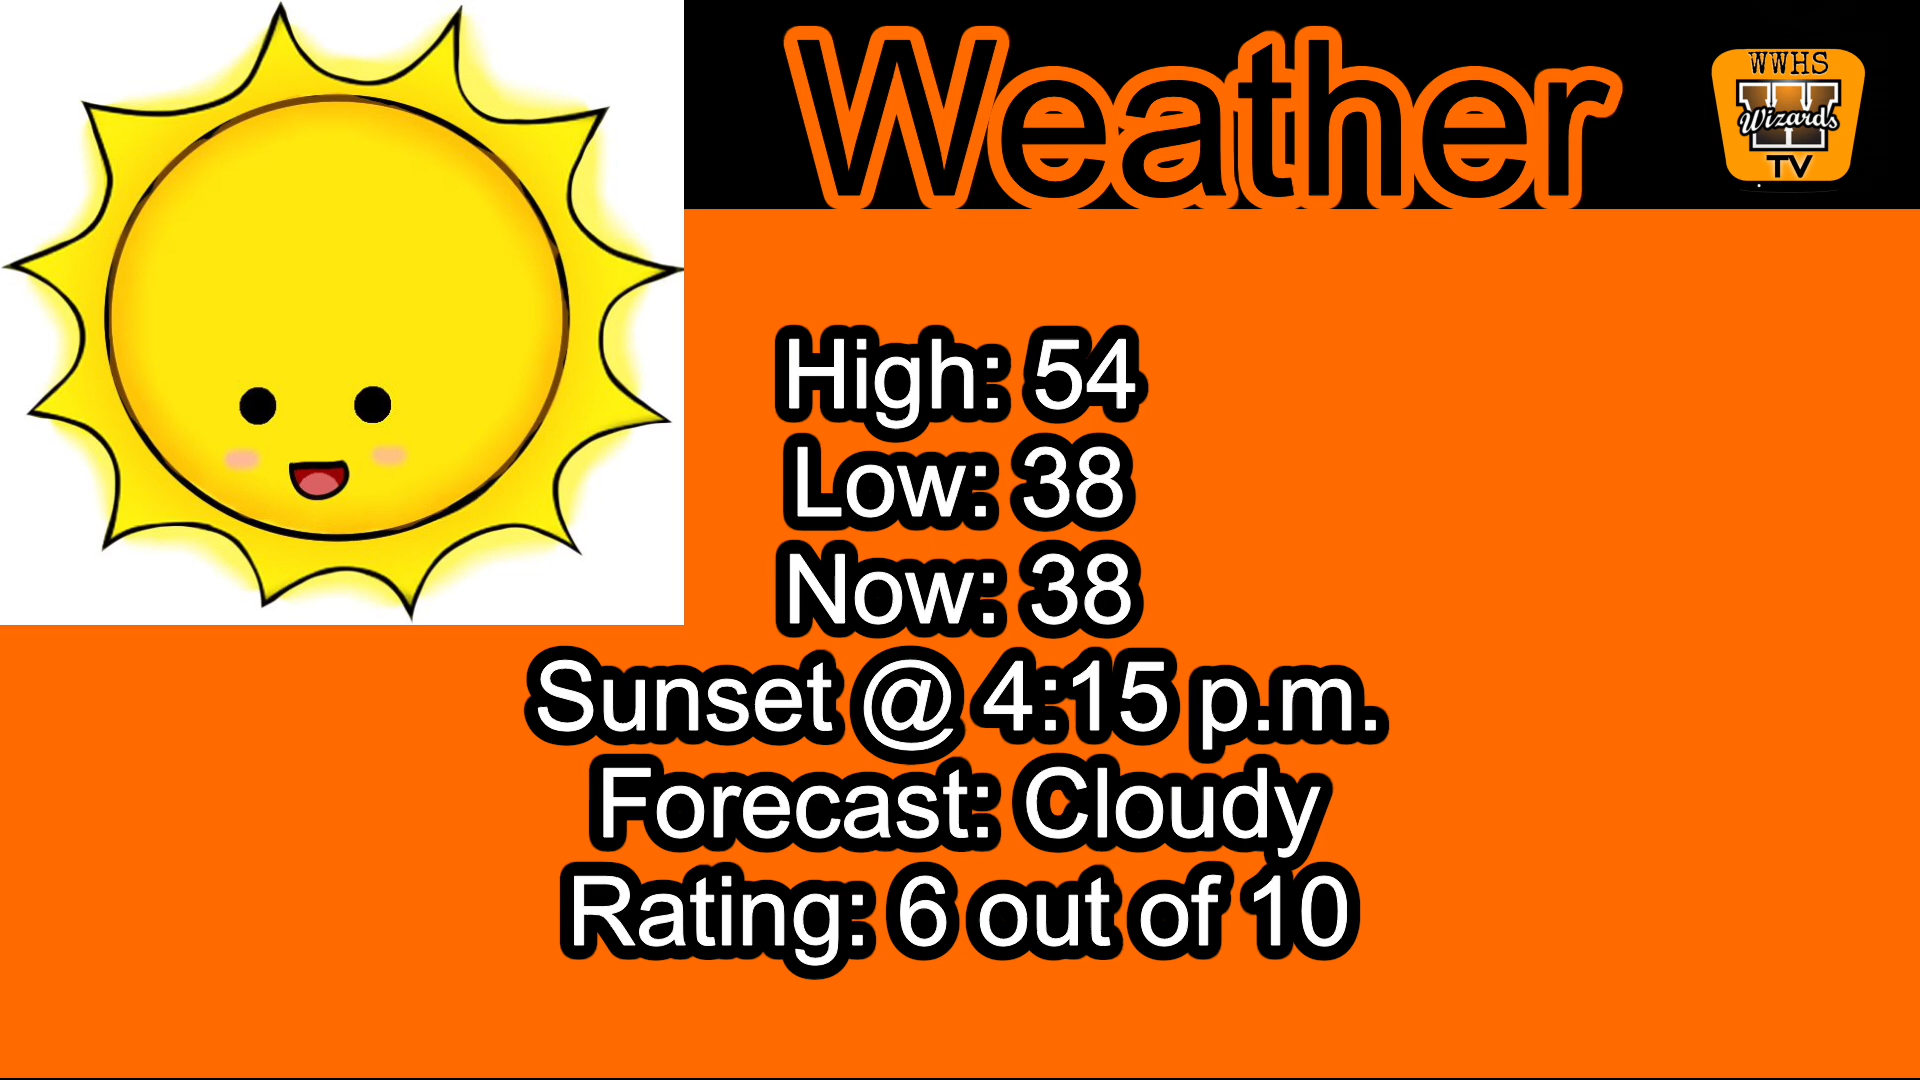 Weather
WWHS
W
Wizards
TV
High: 54
Low: 38
Now: 38
Sunset @ 4:15 p.m.
Forecast: Cloudy
Rating: 6 out of 10